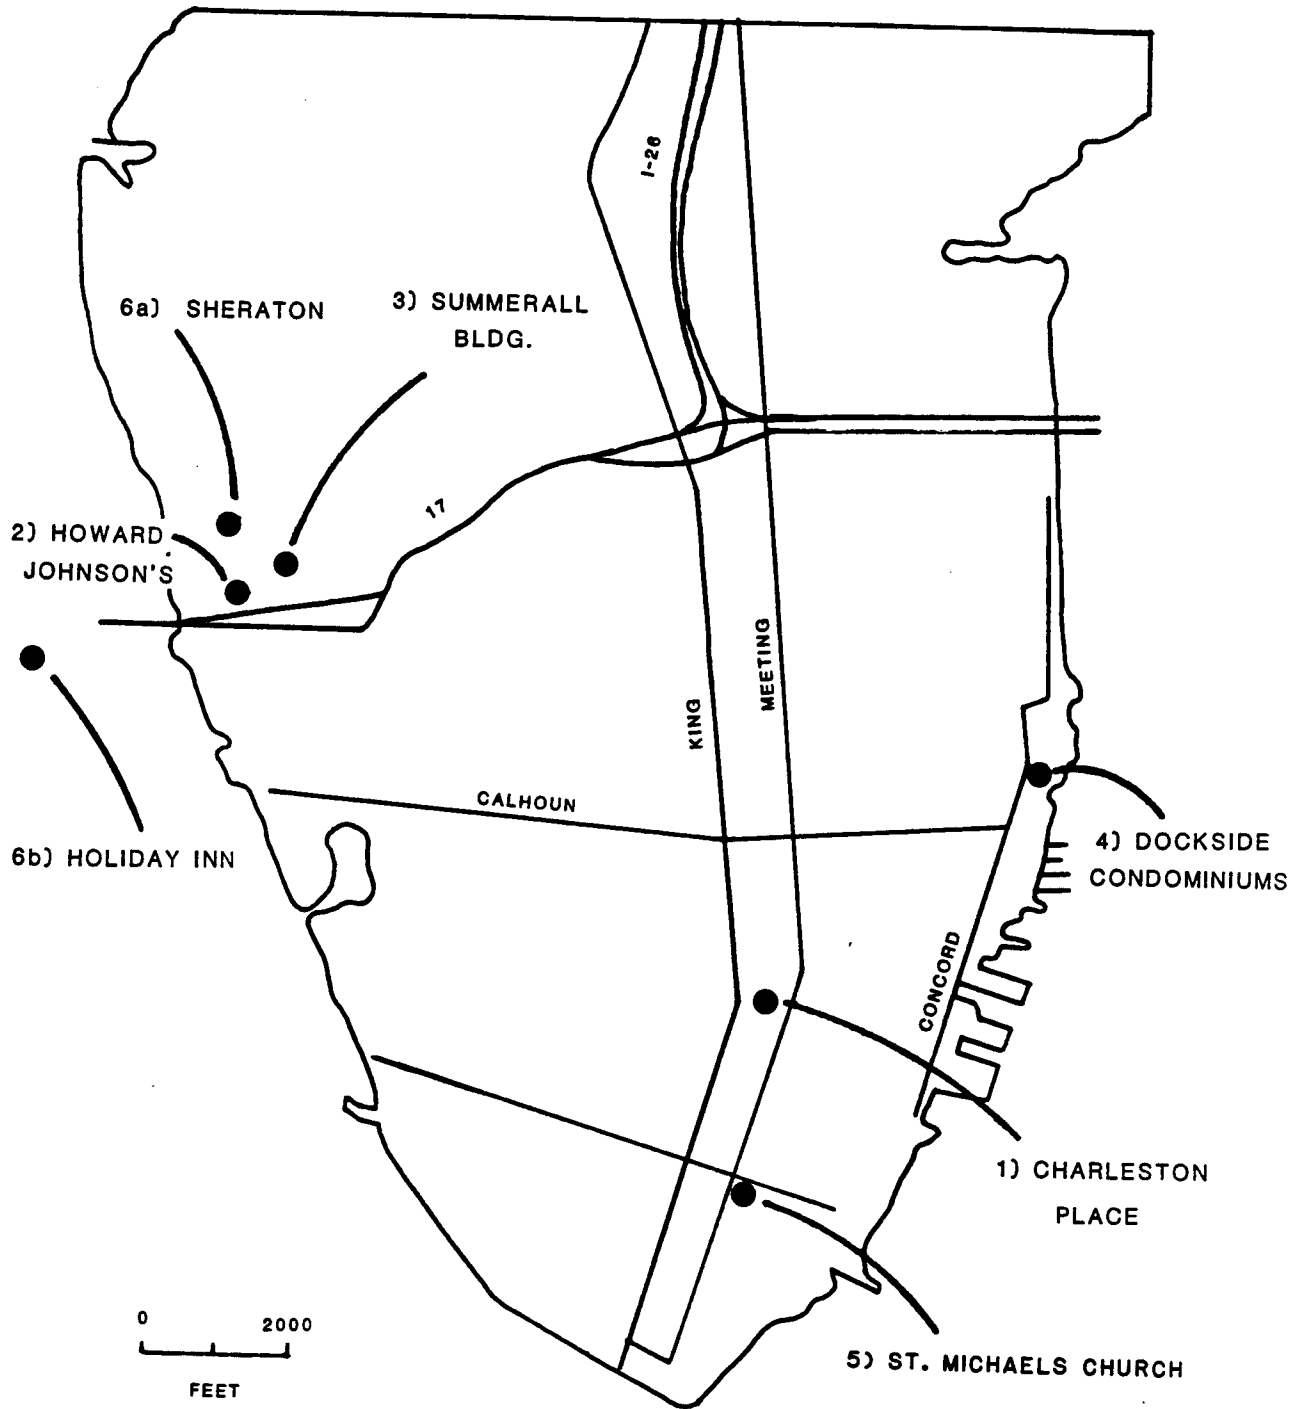 I-26
6a) SHERATON
3) SUMMERALL
BLDG.
17
2) HOWARD
JOHNSON'S
MEETING
KING
CALHOUN
6b) HOLIDAY INN
4) DOCKSIDE
CONDOMINIUMS
CONCORD
1) CHARLESTON
PLACE
0 2000
FEET
5) ST. MICHAELS CHURCH